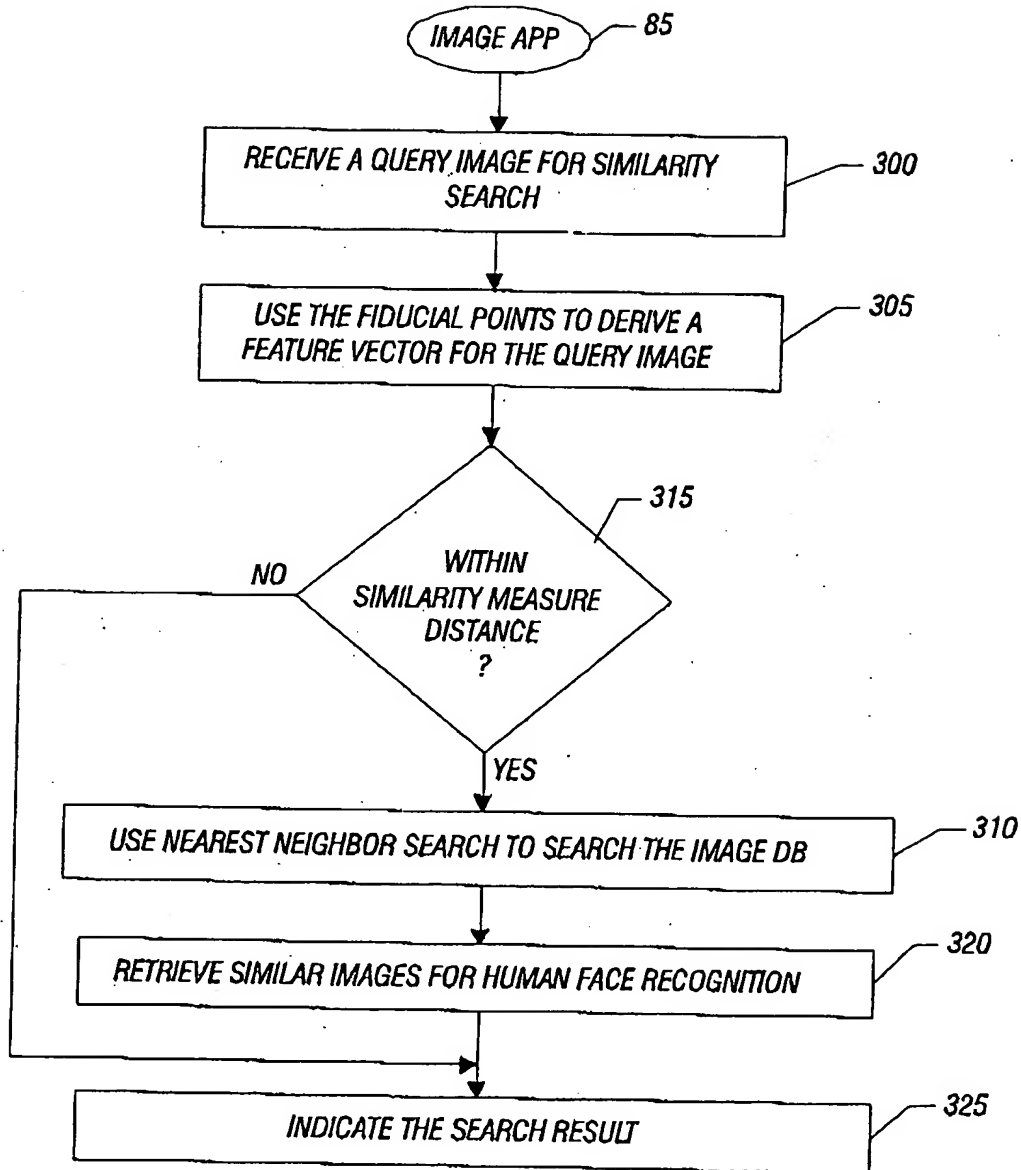 IMAGE APP
85
RECEIVE A QUERY IMAGE FOR SIMILARITY
SEARCH
300
USE THE FIDUCIAL POINTS TO DERIVE A
FEATURE VECTOR FOR THE QUERY IMAGE
305
315
WITHIN
SIMILARITY MEASURE
DISTANCE
?
NO
YES
USE NEAREST NEIGHBOR SEARCH TO SEARCH THE IMAGE DB
310
RETRIEVE SIMILAR IMAGES FOR HUMAN FACE RECOGNITION
320
INDICATE THE SEARCH RESULT
325